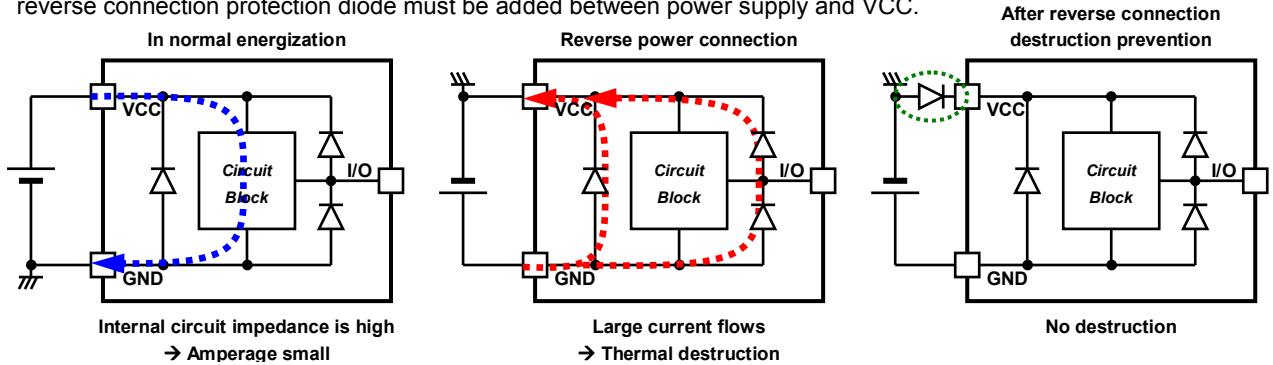 reverse connection protection diode must be added between power supply and VCC.
In normal energization
VCC
Circuit
Block
I/O
GND
Internal circuit impedance is high
→ Amperage small
Reverse power connection
VCC
Circuit
Block
I/O
GND
Large current flows
→ Thermal destruction
After reverse connection
destruction prevention
VCC
Circuit
Block
I/O
GND
No destruction